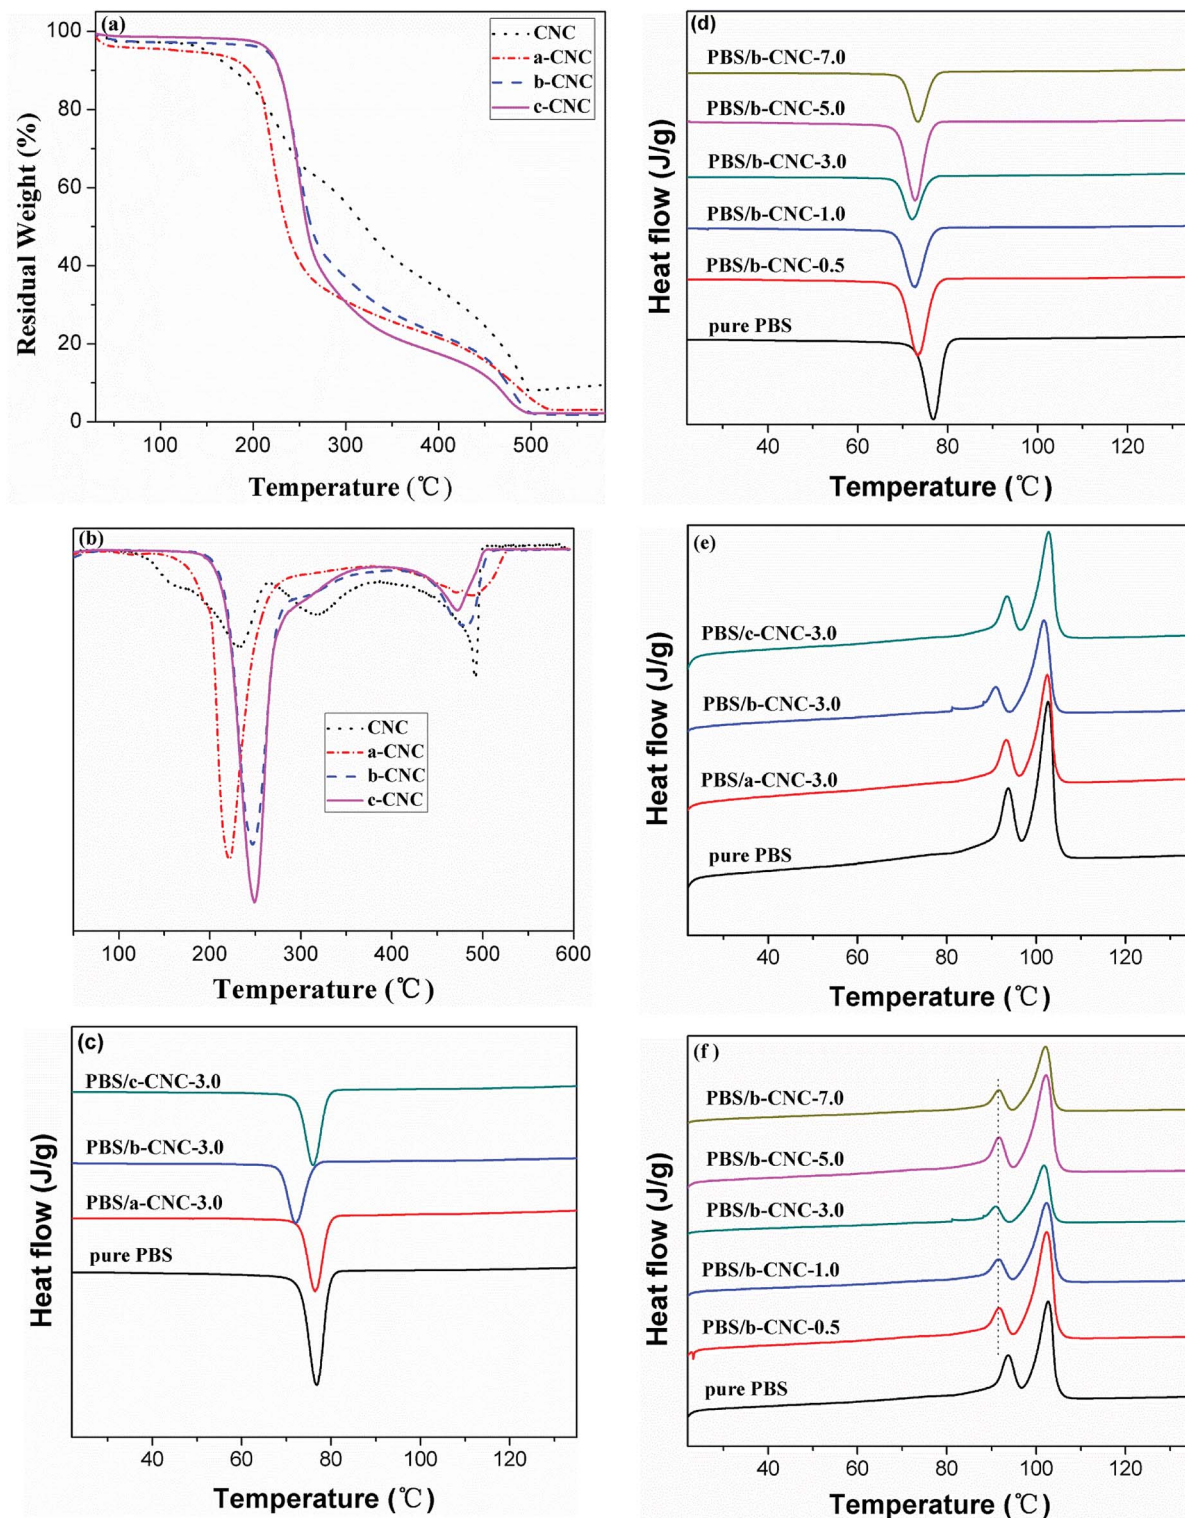 (a)
CNC
a-CNC
b-CNC
c-CNC
100
80
60
40
20
0
Residual Weight (%)
100 200 300 400 500
Temperature (℃)
(b)
CNC
a-CNC
b-CNC
c-CNC
100 200 300 400 500 600
Temperature (℃)
(c)
PBS/c-CNC-3.0
PBS/b-CNC-3.0
PBS/a-CNC-3.0
pure PBS
Heat flow (J/g)
40 60 80 100 120
Temperature (℃)
(d)
PBS/b-CNC-7.0
PBS/b-CNC-5.0
PBS/b-CNC-3.0
PBS/b-CNC-1.0
PBS/b-CNC-0.5
pure PBS
Heat flow (J/g)
40 60 80 100 120
Temperature (℃)
(e)
PBS/c-CNC-3.0
PBS/b-CNC-3.0
PBS/a-CNC-3.0
pure PBS
Heat flow (J/g)
40 60 80 100 120
Temperature (℃)
(f )
PBS/b-CNC-7.0
PBS/b-CNC-5.0
PBS/b-CNC-3.0
PBS/b-CNC-1.0
PBS/b-CNC-0.5
pure PBS
Heat flow (J/g)
40 60 80 100 120
Temperature (℃)